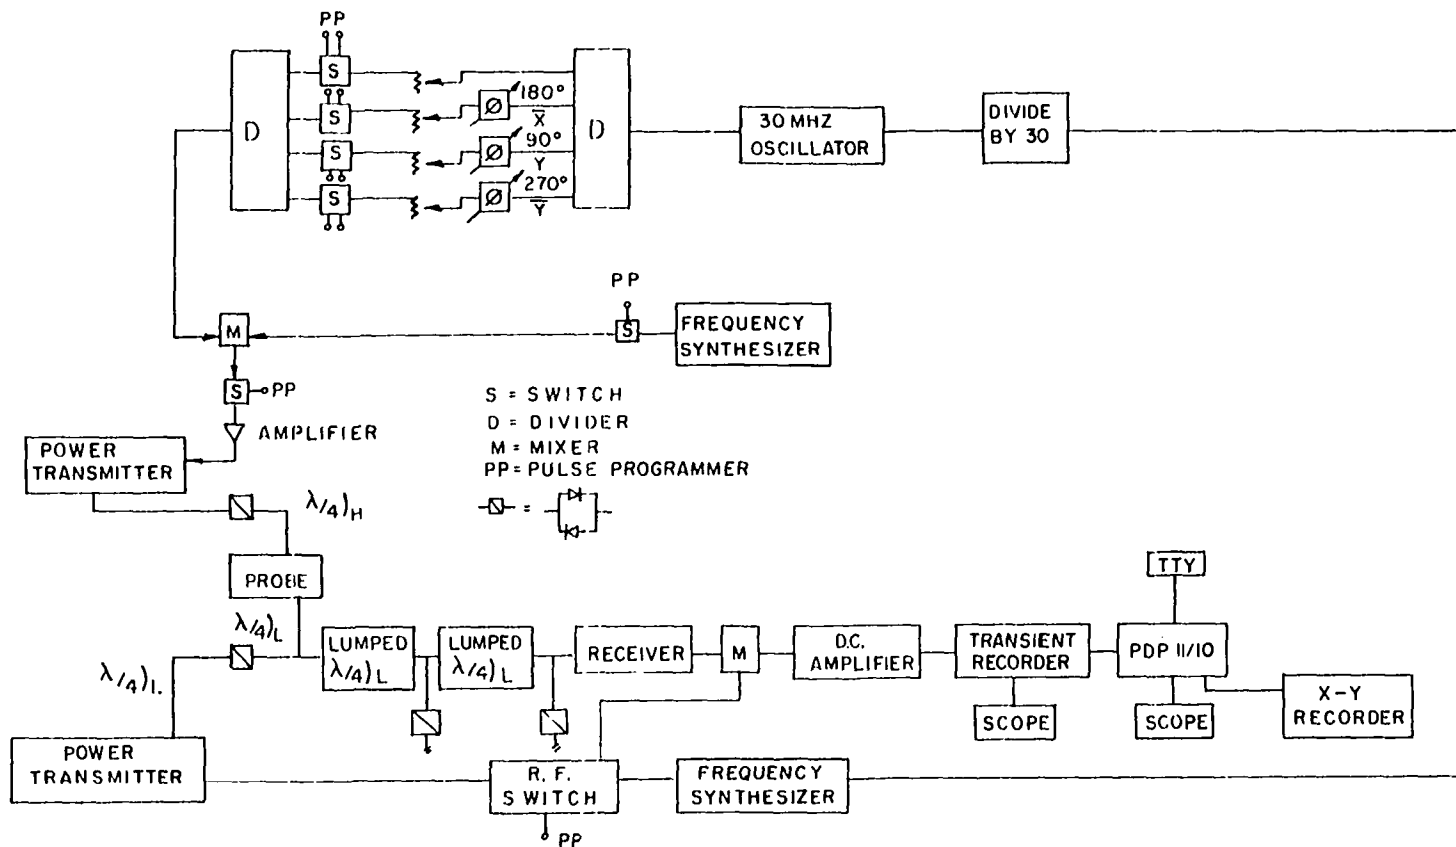 PP
S
180°
X̅
S
Ø
D
90°
Y
S
Ø
D
270°
Y̅
S
Ø
30 MHZ
OSCILLATOR
DIVIDE
BY 30
PP
M
S
FREQUENCY
SYNTHESIZER
S
PP
AMPLIFIER
S = SWITCH
D = DIVIDER
M = MIXER
PP = PULSE PROGRAMMER
=
POWER
TRANSMITTER
λ/4)H
PROBE
λ/4)L
λ/4)L
LUMPED
λ/4)L
LUMPED
λ/4)L
RECEIVER
M
D.C.
AMPLIFIER
TRANSIENT
RECORDER
TTY
PDP 11/10
SCOPE
SCOPE
X-Y
RECORDER
POWER
TRANSMITTER
R. F.
SWITCH
FREQUENCY
SYNTHESIZER
PP